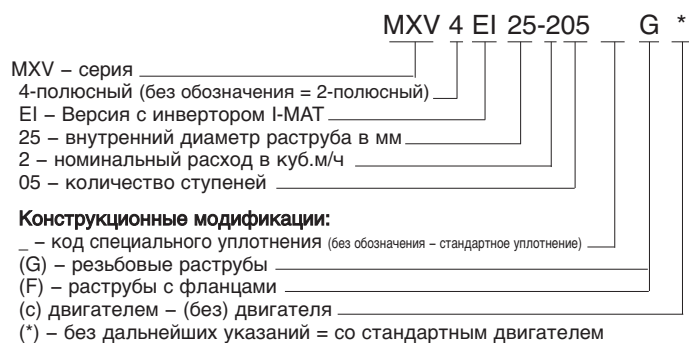 MXV 4 EI 25-205 _ G *
MXV – серия
4-полюсный (без обозначения = 2-полюсный)
EI – Версия с инвертором I-MAT
25 – внутренний диаметр раструба в мм
2 – номинальный расход в куб.м/ч
05 – количество ступеней
Конструкционные модификации:
_ – код специального уплотнения (без обозначения – стандартное уплотнение)
(G) – резьбовые раструбы
(F) – раструбы с фланцами
(с) двигателем – (без) двигателя
(*) – без дальнейших указаний = со стандартным двигателем